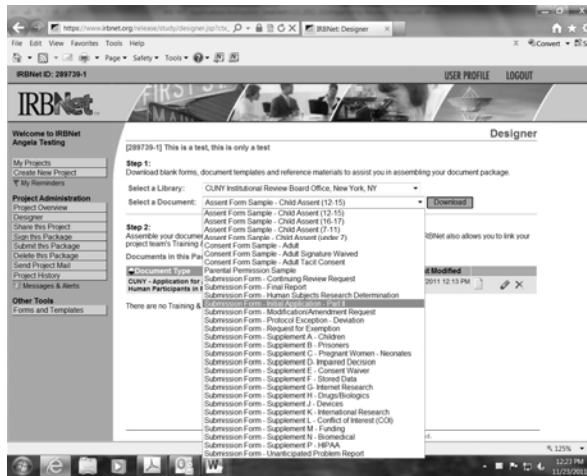 https://www.irbnet.org/release/study/designer.jsp?ctx_
IRBNet: Designer
File Edit View Favorites Tools Help
Convert
Page Safety Tools
IRBNet ID: 289739-1
USER PROFILE LOGOUT
IRBNet
FIRST
Welcome to IRBNet
Angela Testing
My Projects
Create New Project
My Reminders
Project Administration
Project Overview
Designer
Share this Project
Sign this Package
Submit this Package
Delete this Package
Send Project Mail
Project History
Messages & Alerts
Other Tools
Forms and Templates
Designer
[289739-1] This is a test, this is only a test
Step 1:
Download blank forms, document templates and reference materials to assist you in assembling your document package.
Select a Library: CUNY Institutional Review Board Office, New York, NY
Select a Document: Assent Form Sample - Child Assent (12-15) Download
Assent Form Sample - Child Assent (12-15)
Assent Form Sample - Child Assent (16-17)
Assent Form Sample - Child Assent (7-11)
Assent Form Sample - Child Assent (under 7)
Consent Form Sample - Adult
Consent Form Sample - Adult Signature Waived
Consent Form Sample - Adult Tacit Consent
Parental Permission Sample
Submission Form - Continuing Review Request
Submission Form - Final Report
Submission Form - Human Subjects Research Determination
Submission Form - Initial Application - Part II
Submission Form - Modification/Amendment Request
Submission Form - Protocol Exception - Deviation
Submission Form - Request for Exemption
Submission Form - Supplement A - Children
Submission Form - Supplement B - Prisoners
Submission Form - Supplement C - Pregnant Women - Neonates
Submission Form - Supplement D- Impaired Decision
Submission Form - Supplement E - Consent Waiver
Submission Form - Supplement F - Stored Data
Submission Form - Supplement G- Internet Research
Submission Form - Supplement H - Drugs/Biologics
Submission Form - Supplement J - Devices
Submission Form - Supplement K - International Research
Submission Form - Supplement L - Conflict of Interest (COI)
Submission Form - Supplement M - Funding
Submission Form - Supplement N - Biomedical
Submission Form - Supplement P - HIPAA
Submission Form - Unanticipated Problem Report
Step 2:
Assemble your document RBNet also allows you to link your
project team's Training
Documents in this Pa
Document Type t Modified
CUNY - Application for 2011 12:13 PM
Human Participants in
There are no Training &
125%
12:23 PM